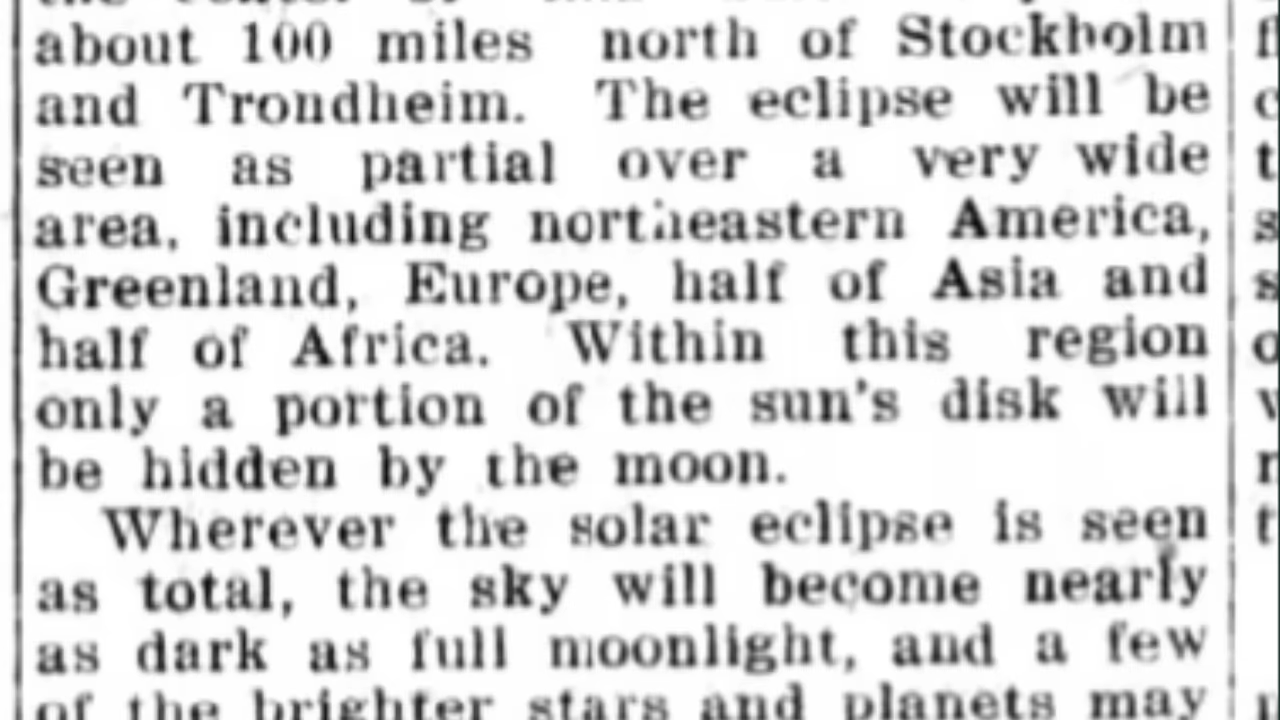 about 100 miles north of Stockholm
and Trondheim. The eclipse will be
seen as partial over a very wide
area, including northeastern America,
Greenland, Europe, half of Asia and
half of Africa. Within this region
only a portion of the sun's disk will
be hidden by the moon.
Wherever the solar eclipse is seen
as total, the sky will become nearly
as dark as full moonlight, and a few
of the brighter stars and planets may